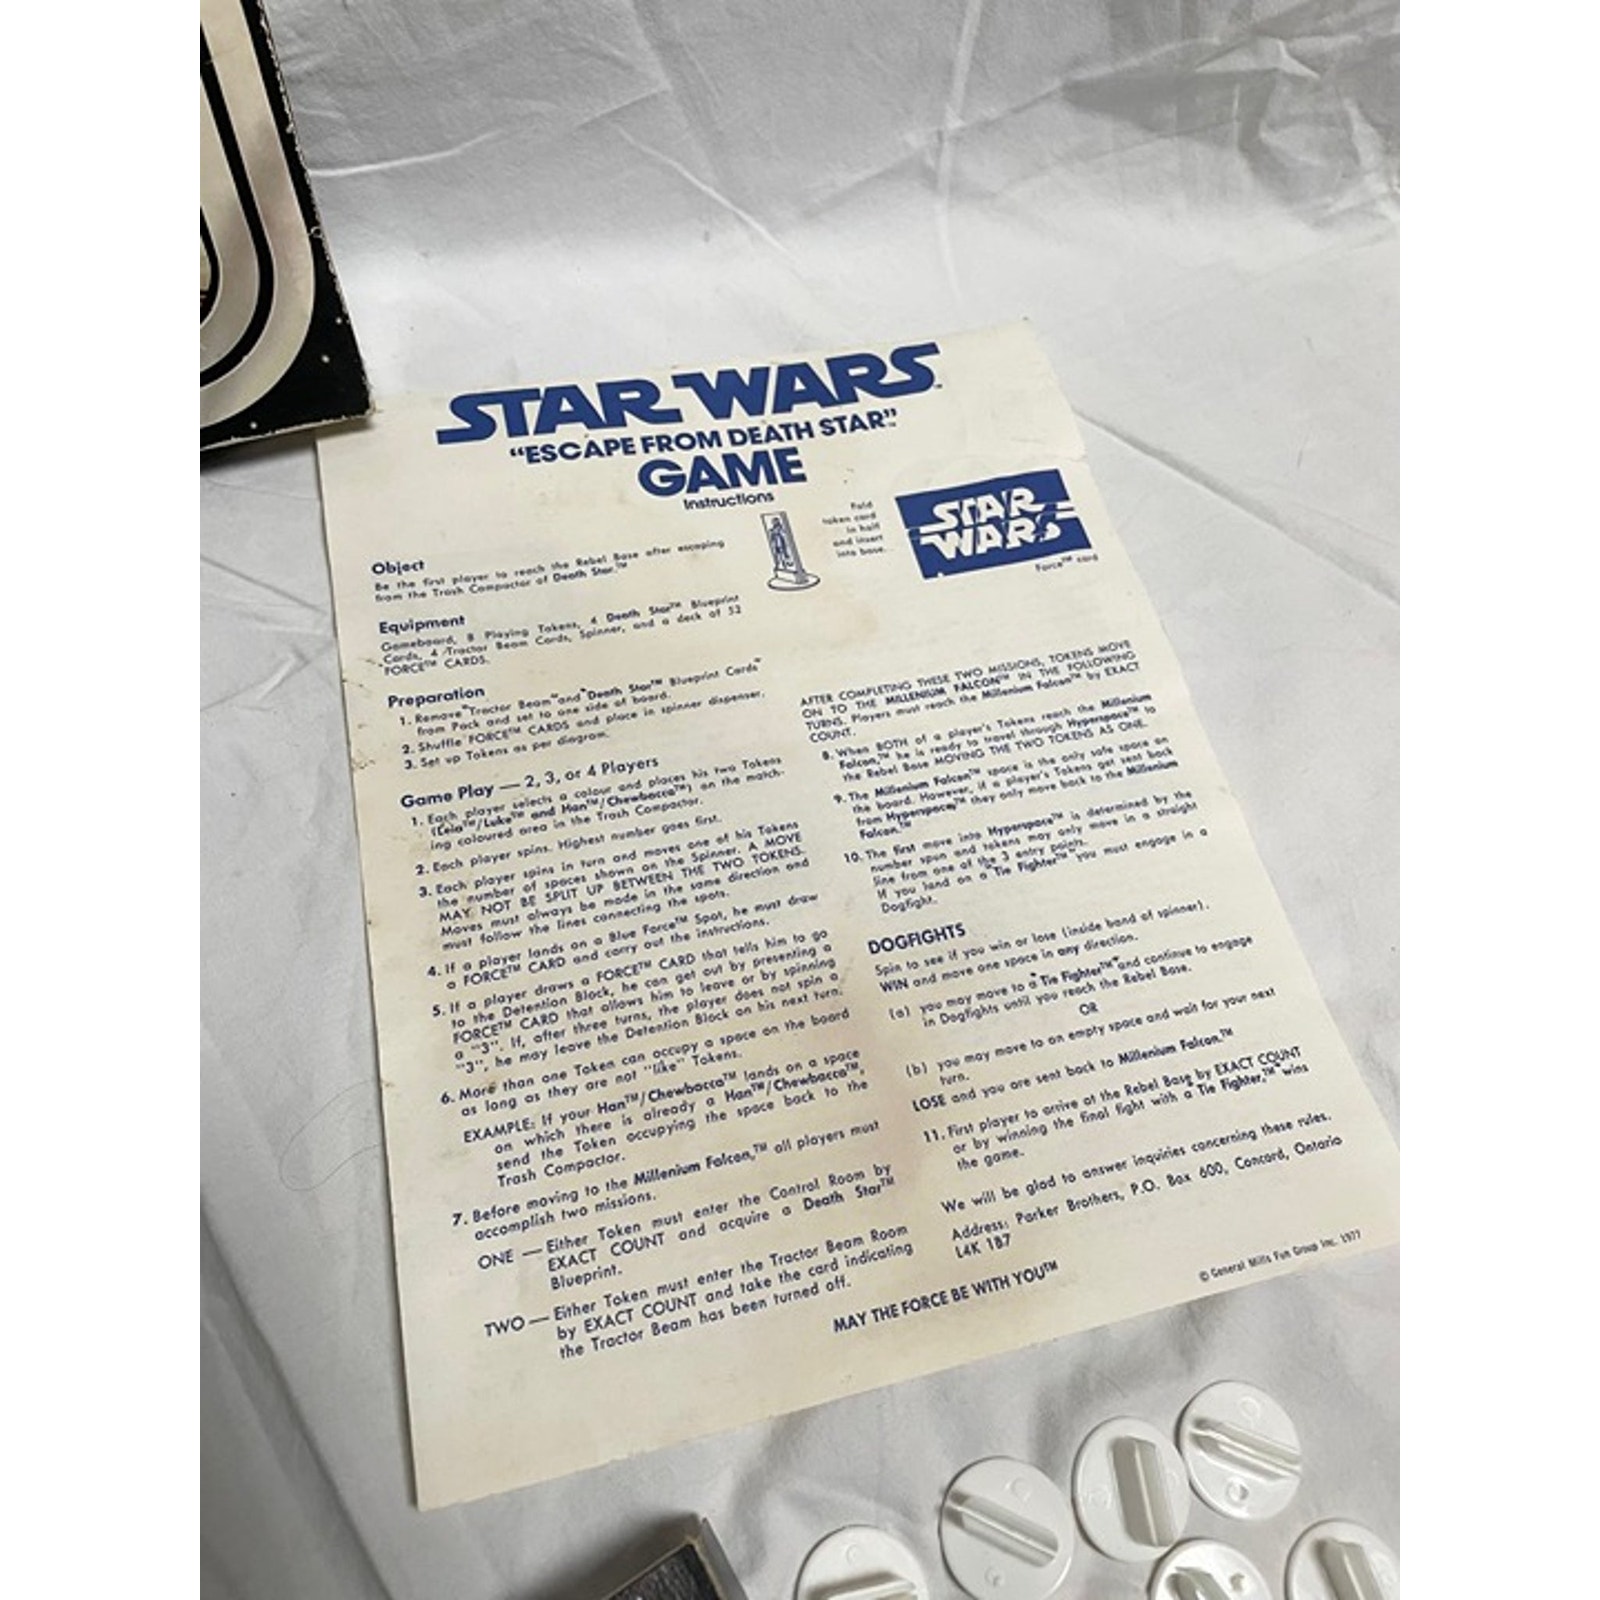 STAR WARS™
“ESCAPE FROM DEATH STAR”™
GAME
Instructions
Fold
token card
in half
and insert
into base.
STAR
WARS
Force™ card
Object
Be the first player to reach the Rebel Base after escaping
from the Trash Compactor of Death Star.™
Equipment
Gameboard, 8 Playing Tokens, 4 Death Star™ Blueprint
Cards, 4 Tractor Beam Cards, Spinner, and a deck of 52
FORCE™ CARDS.
Preparation
1. Remove "Tractor Beam" and "Death Star™ Blueprint Cards"
from Pack and set to one side of board.
2. Shuffle FORCE™ CARDS and place in spinner dispenser.
3. Set up Tokens as per diagram.
Game Play — 2, 3, or 4 Players
1. Each player selects a colour and places his two Tokens
(Leia™/Luke™ and Han™/Chewbacca™) on the match-
ing coloured area in the Trash Compactor.
2. Each player spins. Highest number goes first.
3. Each player spins in turn and moves one of his Tokens
the number of spaces shown on the Spinner. A MOVE
MAY NOT BE SPLIT UP BETWEEN THE TWO TOKENS.
Moves must always be made in the same direction and
must follow the lines connecting the spots.
4. If a player lands on a Blue Force™ Spot, he must draw
a FORCE™ CARD and carry out the instructions.
5. If a player draws a FORCE™ CARD that tells him to go
to the Detention Block, he can get out by presenting a
FORCE™ CARD that allows him to leave or by spinning
a "3". If, after three turns, the player does not spin a
"3", he may leave the Detention Block on his next turn.
6. More than one Token can occupy a space on the board
as long as they are not "like" Tokens.
EXAMPLE: If your Han™/Chewbacca™ lands on a space
on which there is already a Han™/Chewbacca™,
send the Token occupying the space back to the
Trash Compactor.
7. Before moving to the Millenium Falcon,™ all players must
accomplish two missions.
ONE — Either Token must enter the Control Room by
EXACT COUNT and acquire a Death Star™
Blueprint.
TWO — Either Token must enter the Tractor Beam Room
by EXACT COUNT and take the card indicating
the Tractor Beam has been turned off.
AFTER COMPLETING THESE TWO MISSIONS, TOKENS MOVE
ON TO THE MILLENIUM FALCON™ IN THE FOLLOWING
TURNS. Players must reach the Millenium Falcon™ by EXACT
COUNT.
8. When BOTH of a player's Tokens reach the Millenium
Falcon,™ he is ready to travel through Hyperspace™ to
the Rebel Base MOVING THE TWO TOKENS AS ONE.
9. The Millenium Falcon™ space is the only safe space on
the board. However, if a player's Tokens get sent back
from Hyperspace,™ they only move back to the Millenium
Falcon.™
10. The first move into Hyperspace™ is determined by the
number spun and tokens may only move in a straight
line from one of the 3 entry points.
If you land on a "Tie Fighter™" you must engage in a
Dogfight.
DOGFIGHTS
Spin to see if you win or lose (inside band of spinner).
WIN and move one space in any direction.
(a) you may move to a "Tie Fighter™" and continue to engage
in Dogfights until you reach the Rebel Base.
OR
(b) you may move to an empty space and wait for your next
turn.
LOSE and you are sent back to Millenium Falcon.™
11. First player to arrive at the Rebel Base by EXACT COUNT
or by winning the final fight with a "Tie Fighter,™" wins
the game.
We will be glad to answer inquiries concerning these rules.
Address: Parker Brothers, P.O. Box 600, Concord, Ontario
L4K 1B7
MAY THE FORCE BE WITH YOU™
© General Mills Fun Group Inc. 1977